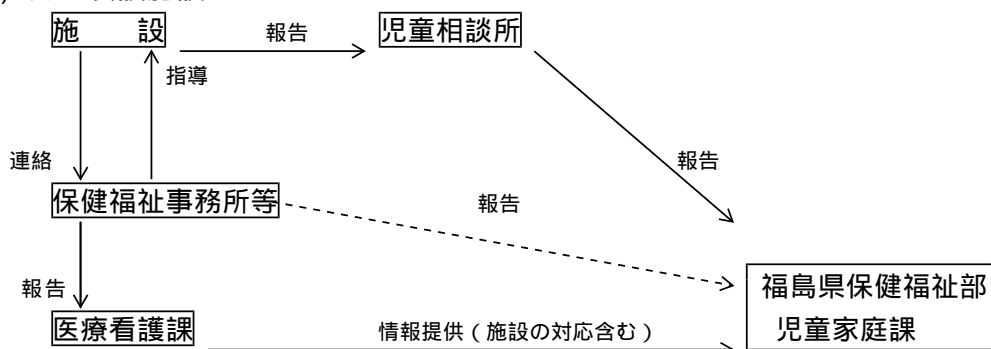 施　　設
報告
児童相談所
指導
連絡
報告
保健福祉事務所等
報告
報告
福島県保健福祉部
児童家庭課
医療看護課
情報提供（施設の対応含む）